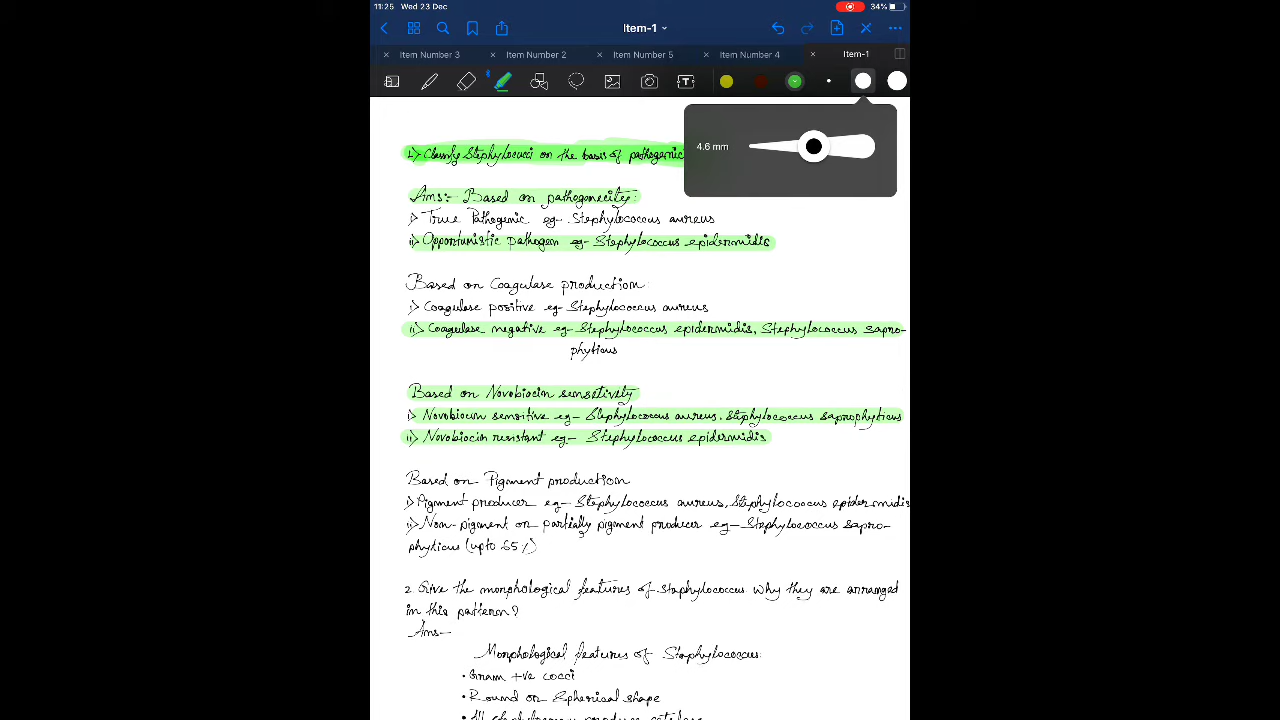 11:25 Wed 23 Dec
34%
Item-1
Item Number 3
Item Number 2
Item Number 5
Item Number 4
Item-1
4.6 mm
1> Classify Staphylococci on the basis of pathogenic
Ans:- Based on pathogenecity:
i> True Pathogenic eg- Staphylococcus aureus
ii> Opportunistic pathogen eg- Staphylococcus epidermidis
Based on Coagulase production:
i> Coagulase positive eg- Staphylococcus aureus
ii> Coagulase negative eg- Staphylococcus epidermidis, Staphylococcus sapro-
phyticus
Based on Novobiocin sensetively
i> Novobiocin sensitive eg- Staphylococcus aureus, Staphylococcus saprophyticus
ii> Novobiocin resistant eg- Staphylococcus epidermidis
Based on Pigment production
i> Pigment producer eg- Staphylococcus aureus, Staphylococcus epidermidis
ii> Non-pigment or partially pigment producer eg- Staphylococcus sapro-
phyticus (upto 55%)
2. Give the morphological features of Staphylococcus. Why they are arranged
in this pattern?
Ans-
Morphological features of Staphylococcus:
• Gram +ve cocci
• Round or Spherical shape